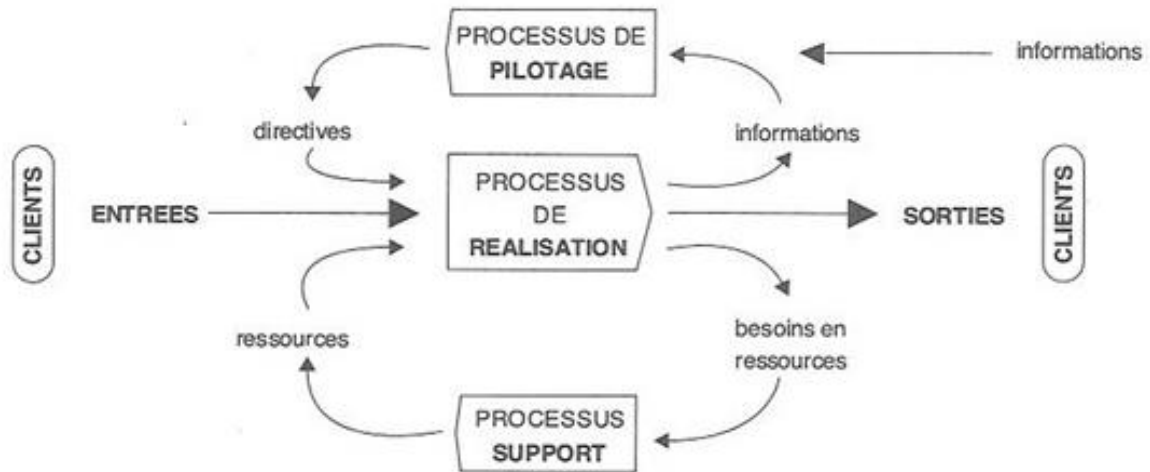 PROCESSUS DE
PILOTAGE
informations
directives
informations
CLIENTS
ENTREES
PROCESSUS
DE
REALISATION
SORTIES
CLIENTS
ressources
besoins en
ressources
PROCESSUS
SUPPORT